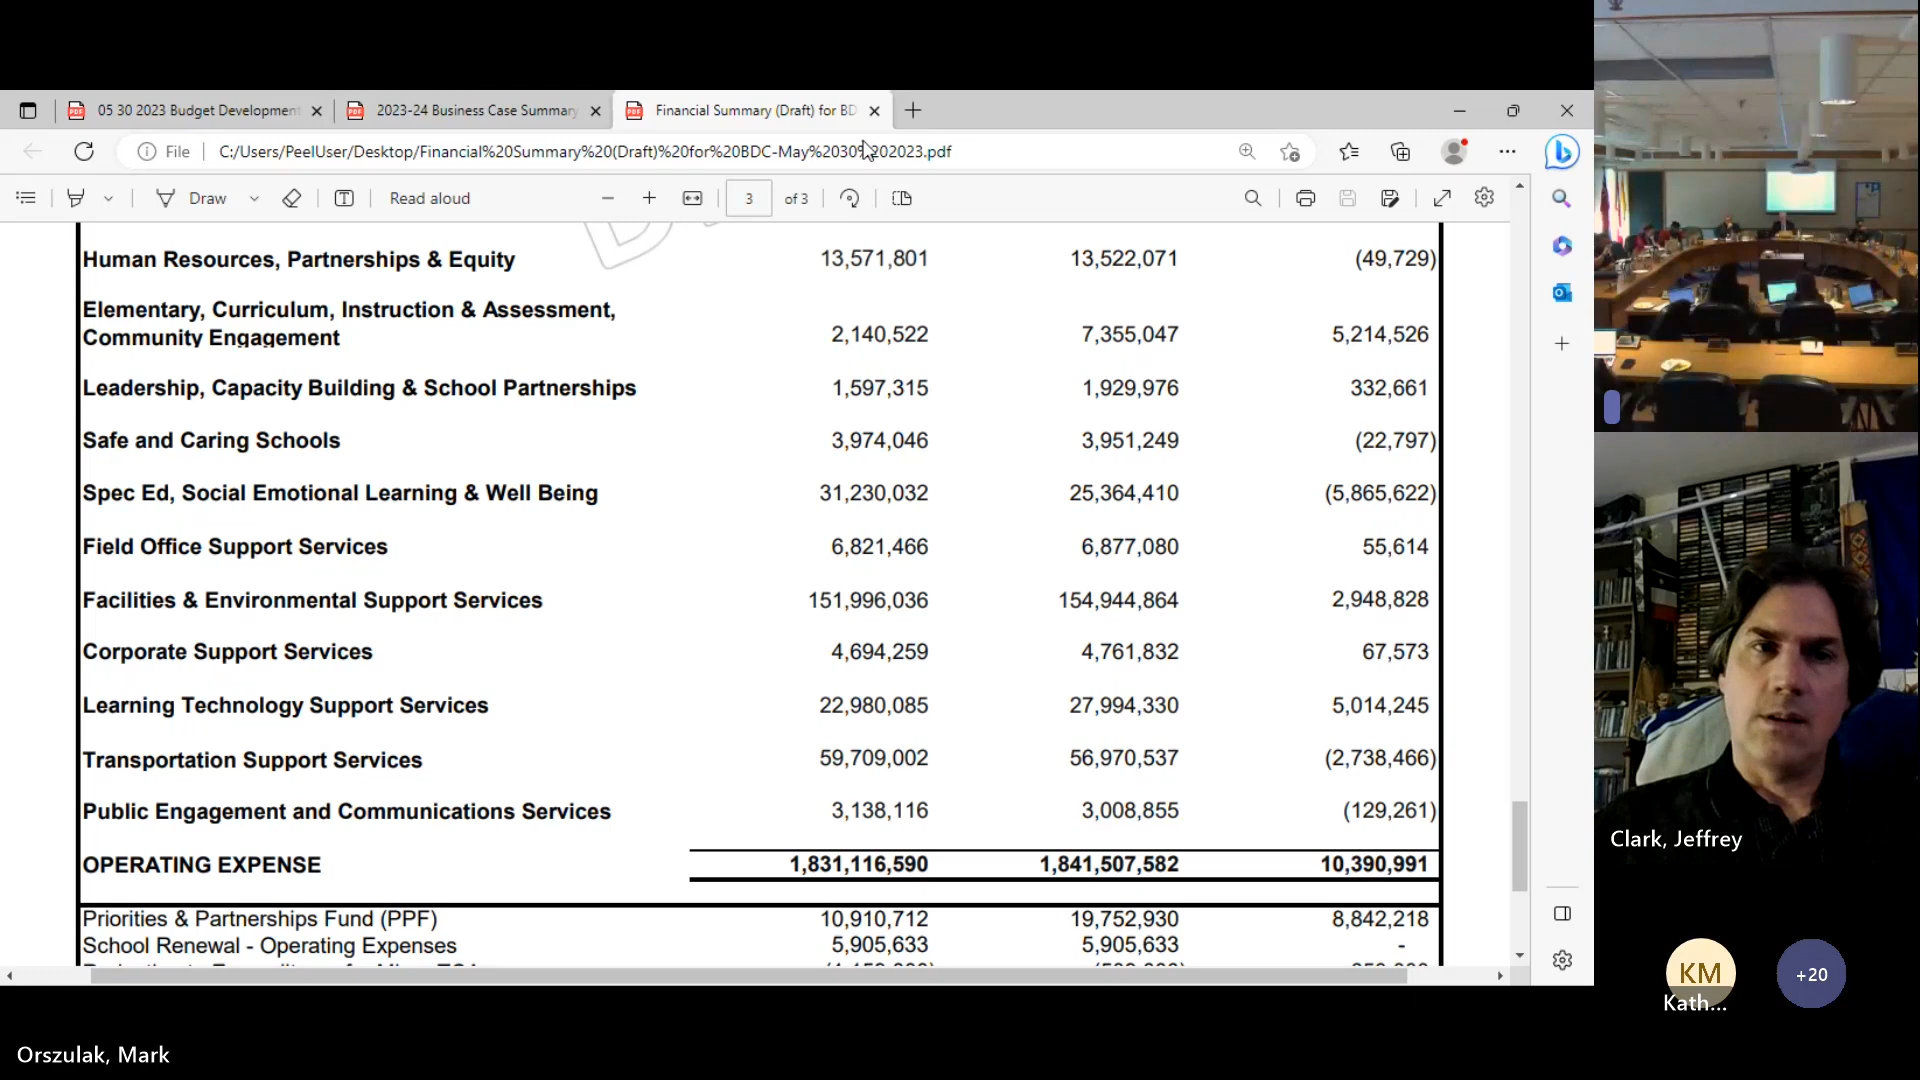 05 30 2023 Budget Development
2023-24 Business Case Summary
Financial Summary (Draft) for BD
File
C:/Users/PeelUser/Desktop/Financial%20Summary%20(Draft)%20for%20BDC-May%2030%202023.pdf
Draw
Read aloud
3 of 3
Human Resources, Partnerships & Equity 13,571,801 13,522,071 (49,729)
Elementary, Curriculum, Instruction & Assessment,
Community Engagement 2,140,522 7,355,047 5,214,526
Leadership, Capacity Building & School Partnerships 1,597,315 1,929,976 332,661
Safe and Caring Schools 3,974,046 3,951,249 (22,797)
Spec Ed, Social Emotional Learning & Well Being 31,230,032 25,364,410 (5,865,622)
Field Office Support Services 6,821,466 6,877,080 55,614
Facilities & Environmental Support Services 151,996,036 154,944,864 2,948,828
Corporate Support Services 4,694,259 4,761,832 67,573
Learning Technology Support Services 22,980,085 27,994,330 5,014,245
Transportation Support Services 59,709,002 56,970,537 (2,738,466)
Public Engagement and Communications Services 3,138,116 3,008,855 (129,261)
OPERATING EXPENSE 1,831,116,590 1,841,507,582 10,390,991
Priorities & Partnerships Fund (PPF) 10,910,712 19,752,930 8,842,218
School Renewal - Operating Expenses 5,905,633 5,905,633 -
Clark, Jeffrey
KM
Kath...
+20
Orszulak, Mark